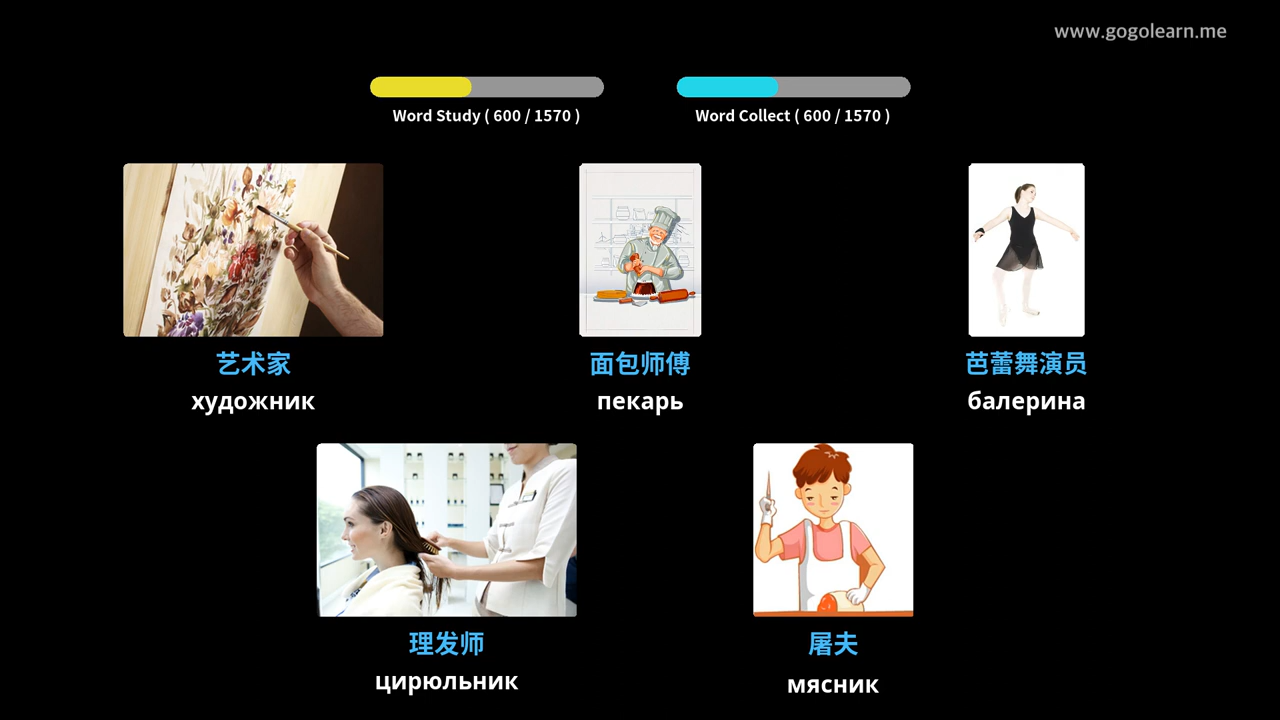 www.gogolearn.me
Word Study ( 600 / 1570 )
Word Collect ( 600 / 1570 )
艺术家
художник
面包师傅
пекарь
芭蕾舞演员
балерина
理发师
цирюльник
屠夫
мясник